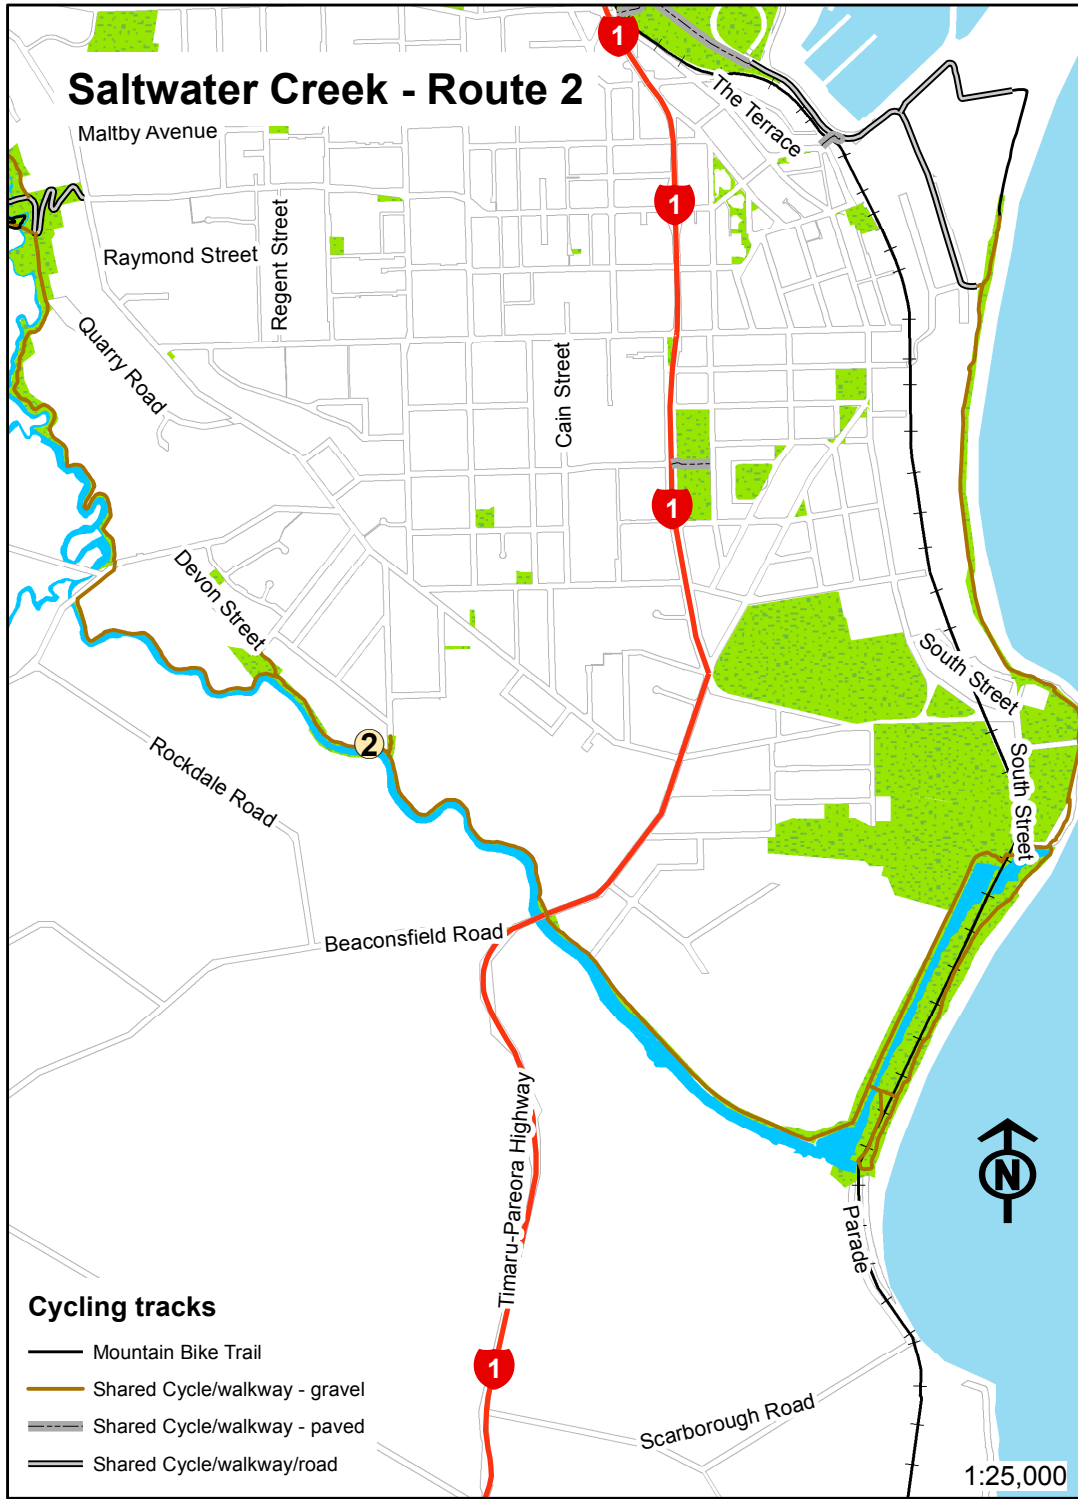 1
Saltwater Creek - Route 2
The Terrace
Maltby Avenue
1
Regent Street
Raymond Street
Quarry Road
Cain Street
1
Devon Street
South Street
2
Rockdale Road
South Street
Beaconsfield Road
Timaru-Pareora Highway
N
Parade
Cycling tracks
Mountain Bike Trail
1
Shared Cycle/walkway - gravel
Shared Cycle/walkway - paved
Scarborough Road
Shared Cycle/walkway/road
1:25,000